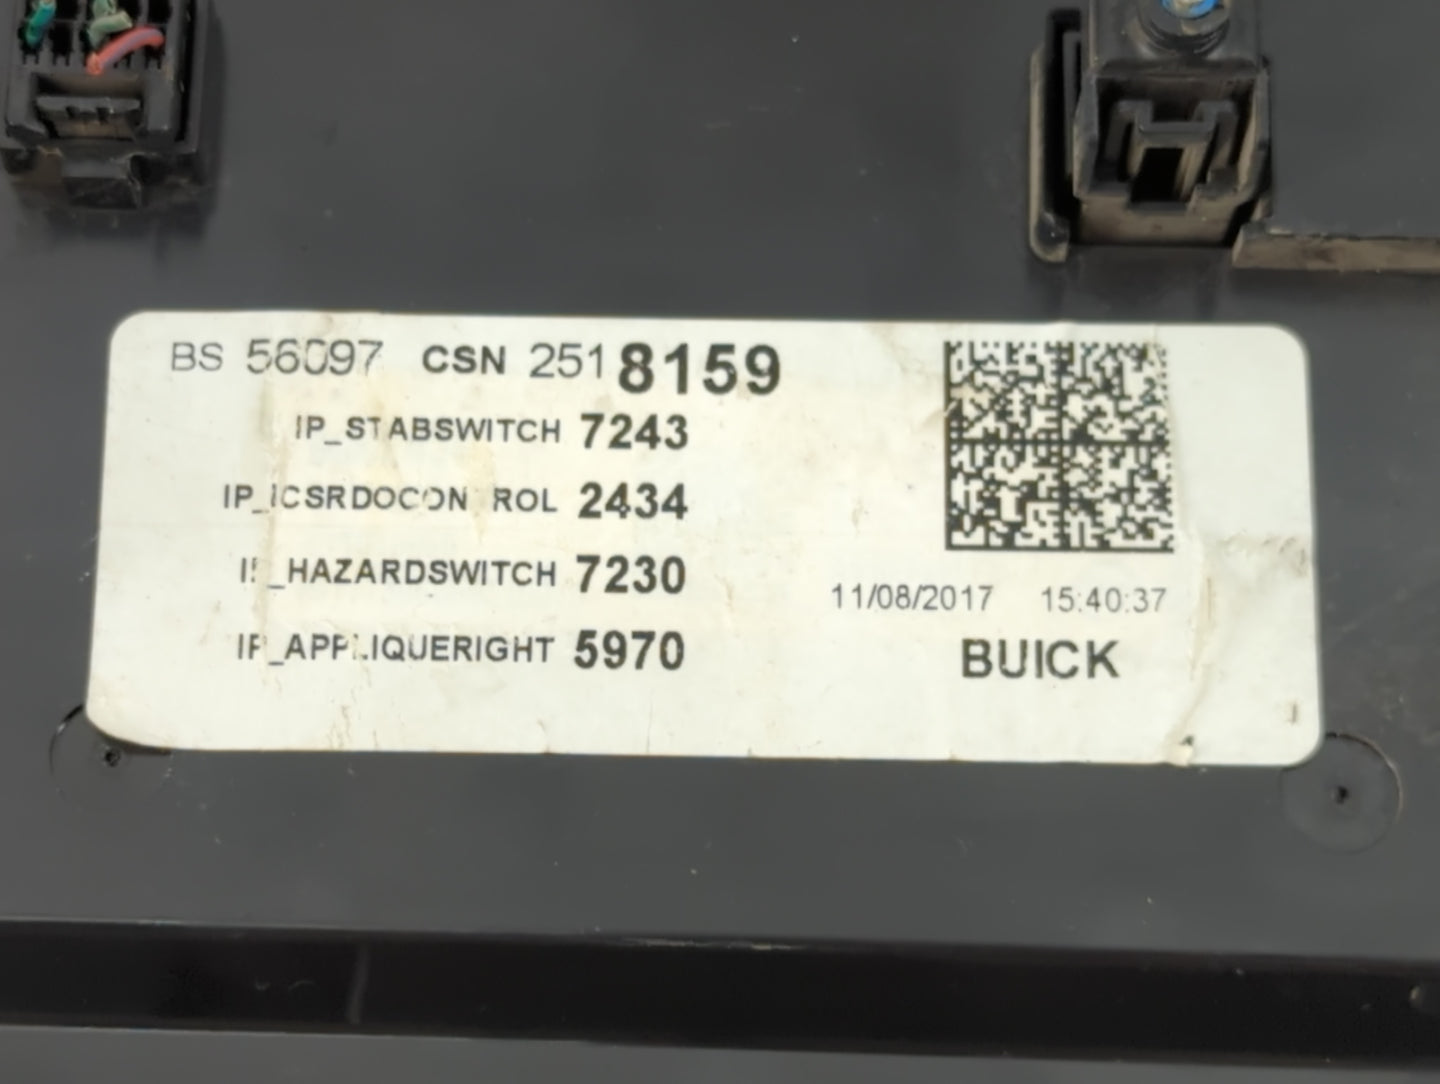 BS 56097 CSN 2518159
IP_STABSWITCH 7243
IP_ICSRDOCONTROL 2434
IP_HAZARDSWITCH 7230
IP_APPLIQUERIGHT 5970
11/08/2017 15:40:37
BUICK